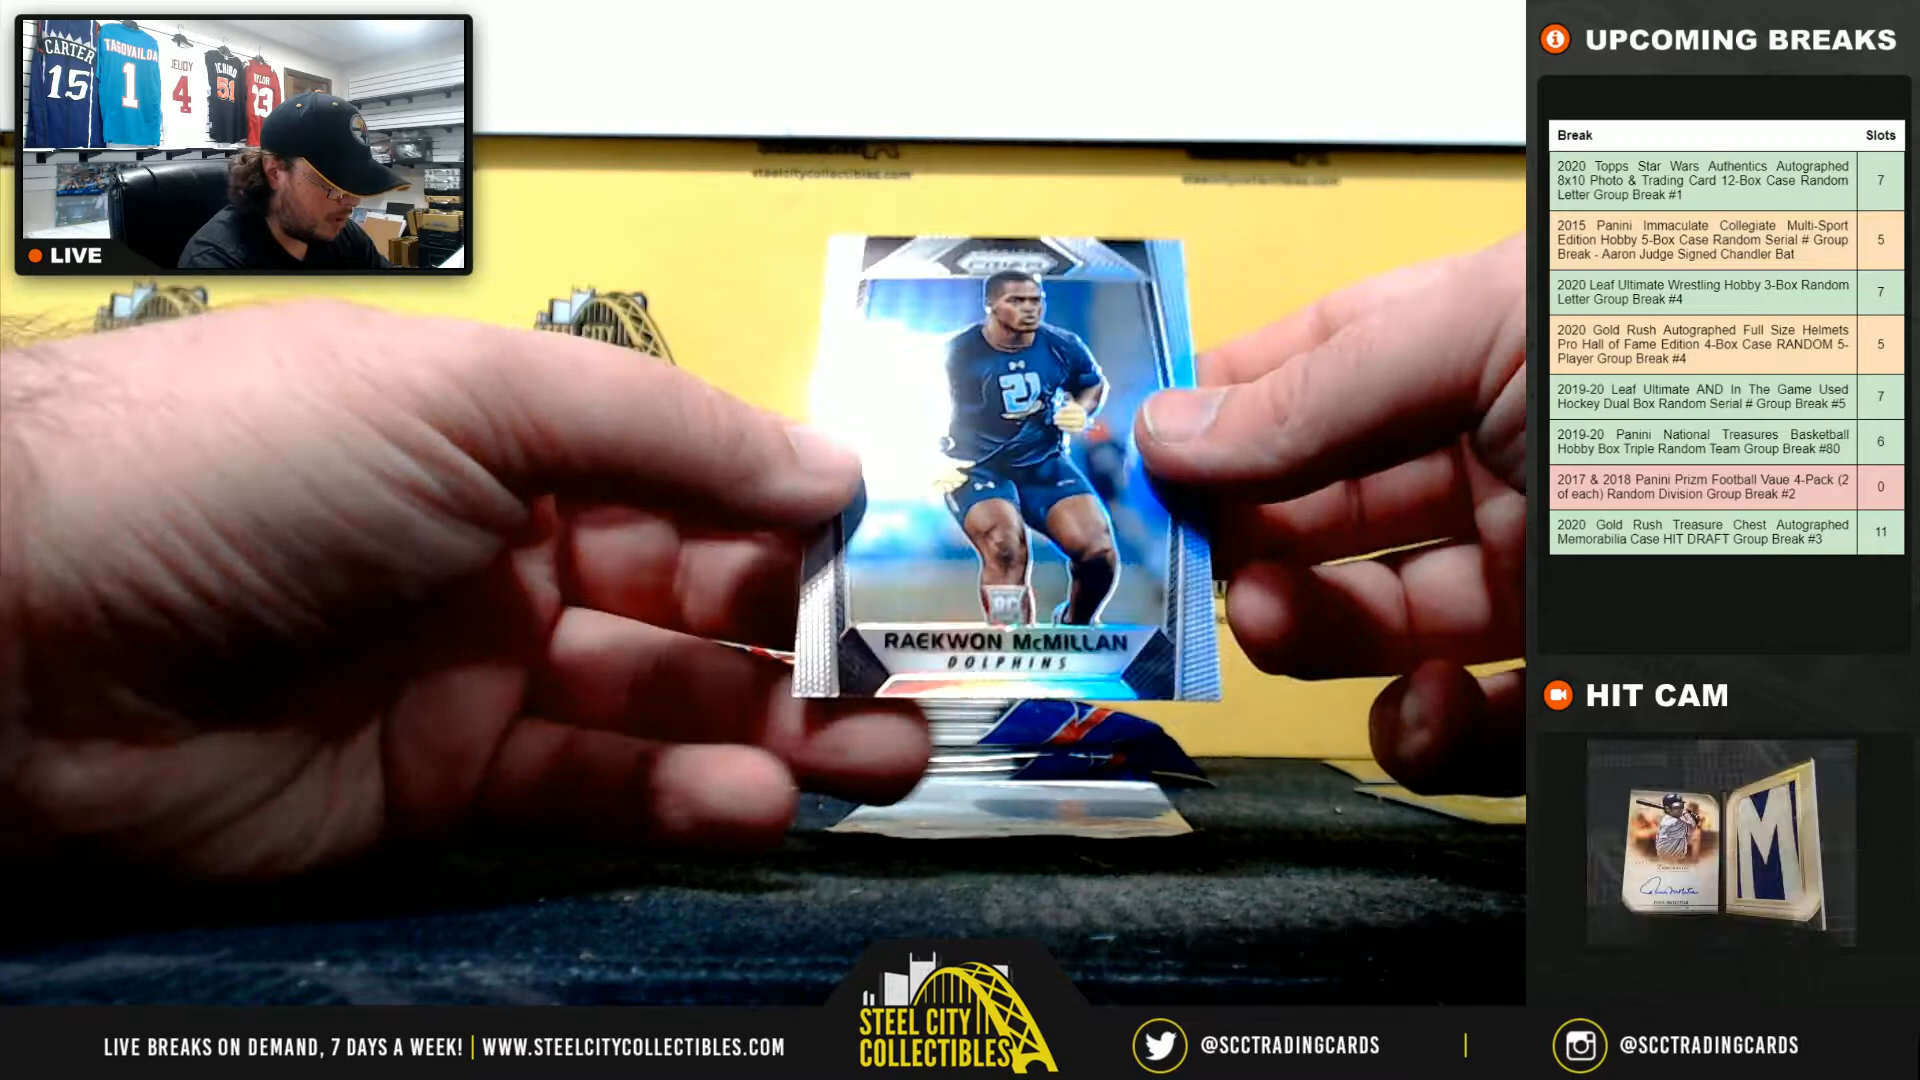 CARTER
15
TAGOVAILOA
1
JEUDY
4
ICHIRO
51
23
LIVE
steelcitycollectibles.com
STEEL CITY
PRIZM
21
RC
RAEKWON McMILLAN
DOLPHINS
UPCOMING BREAKS
Break Slots
2020 Topps Star Wars Authentics Autographed
8x10 Photo & Trading Card 12-Box Case Random
Letter Group Break #1
7
2015 Panini Immaculate Collegiate Multi-Sport
Edition Hobby 5-Box Case Random Serial # Group
Break - Aaron Judge Signed Chandler Bat
5
2020 Leaf Ultimate Wrestling Hobby 3-Box Random
Letter Group Break #4
7
2020 Gold Rush Autographed Full Size Helmets
Pro Hall of Fame Edition 4-Box Case RANDOM 5-
Player Group Break #4
5
2019-20 Leaf Ultimate AND In The Game Used
Hockey Dual Box Random Serial # Group Break #5
7
2019-20 Panini National Treasures Basketball
Hobby Box Triple Random Team Group Break #80
6
2017 & 2018 Panini Prizm Football Vaue 4-Pack (2
of each) Random Division Group Break #2
0
2020 Gold Rush Treasure Chest Autographed
Memorabilia Case HIT DRAFT Group Break #3
11
HIT CAM
M
LIVE BREAKS ON DEMAND, 7 DAYS A WEEK! | WWW.STEELCITYCOLLECTIBLES.COM
STEEL CITY
COLLECTIBLES
@SCCTRADINGCARDS
@SCCTRADINGCARDS